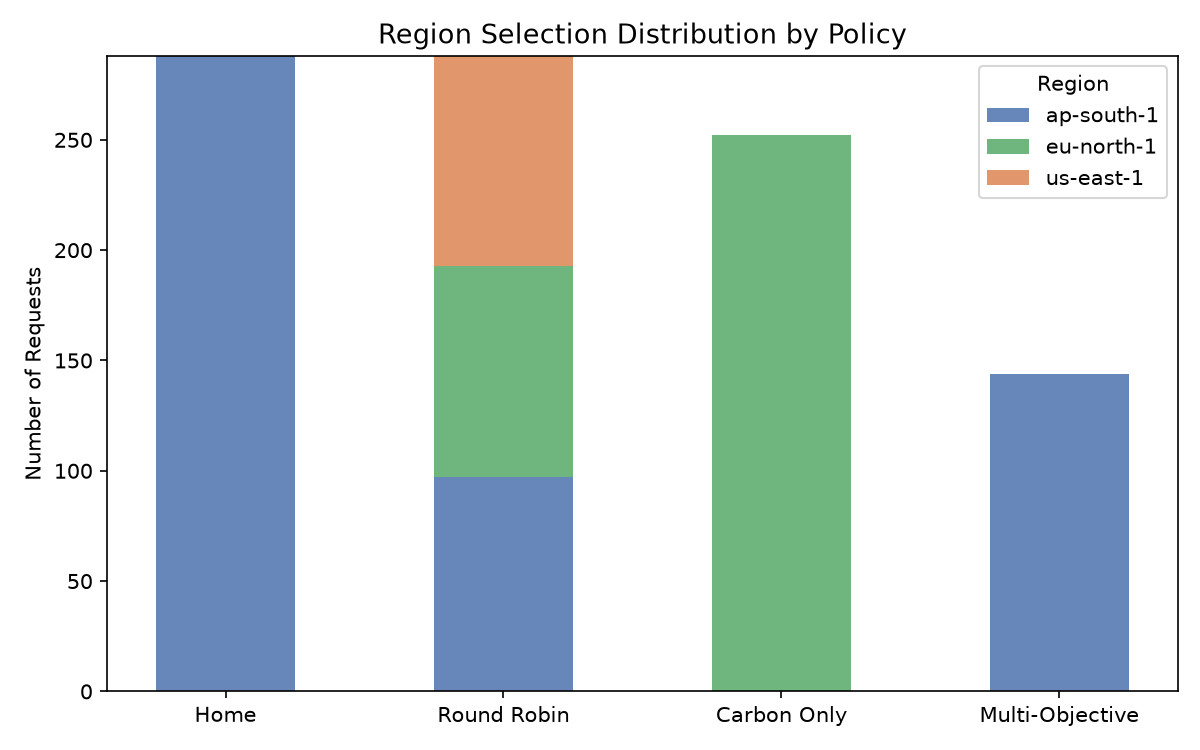 Region Selection Distribution by Policy
Region
ap-south-1
eu-north-1
us-east-1
Number of Requests
250
200
150
100
50
0
Home
Round Robin
Carbon Only
Multi-Objective